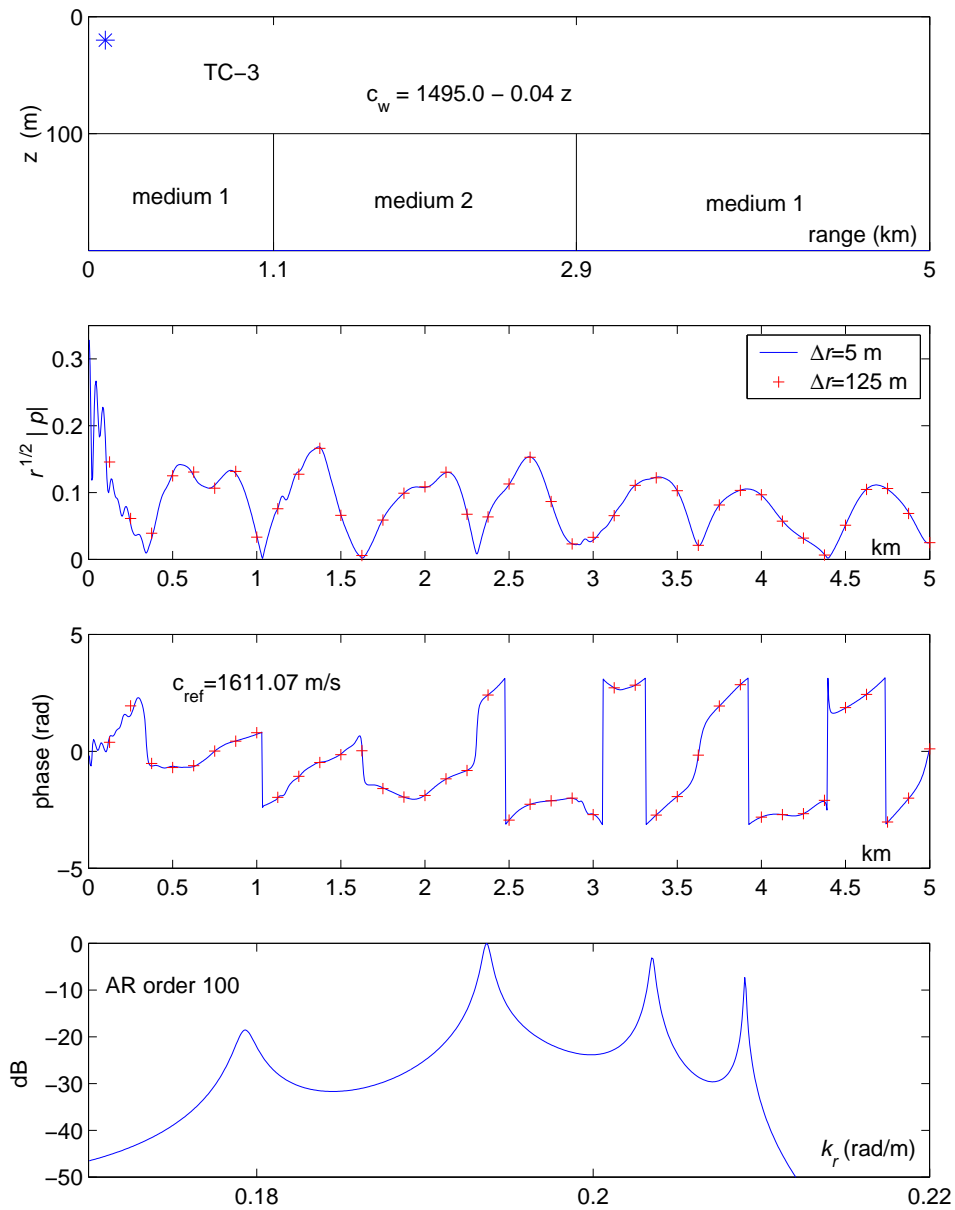 0
TC−3
c_w = 1495.0 − 0.04 z
z (m)
100
medium 1
medium 2
medium 1
range (km)
0 1.1 2.9 5
0.3
0.2
0.1
0
r^1/2 | p|
Δr=5 m
Δr=125 m
km
0 0.5 1 1.5 2 2.5 3 3.5 4 4.5 5
5
0
−5
phase (rad)
c_ref=1611.07 m/s
km
0 0.5 1 1.5 2 2.5 3 3.5 4 4.5 5
0
−10
−20
−30
−40
−50
dB
AR order 100
k_r (rad/m)
0.18 0.2 0.22